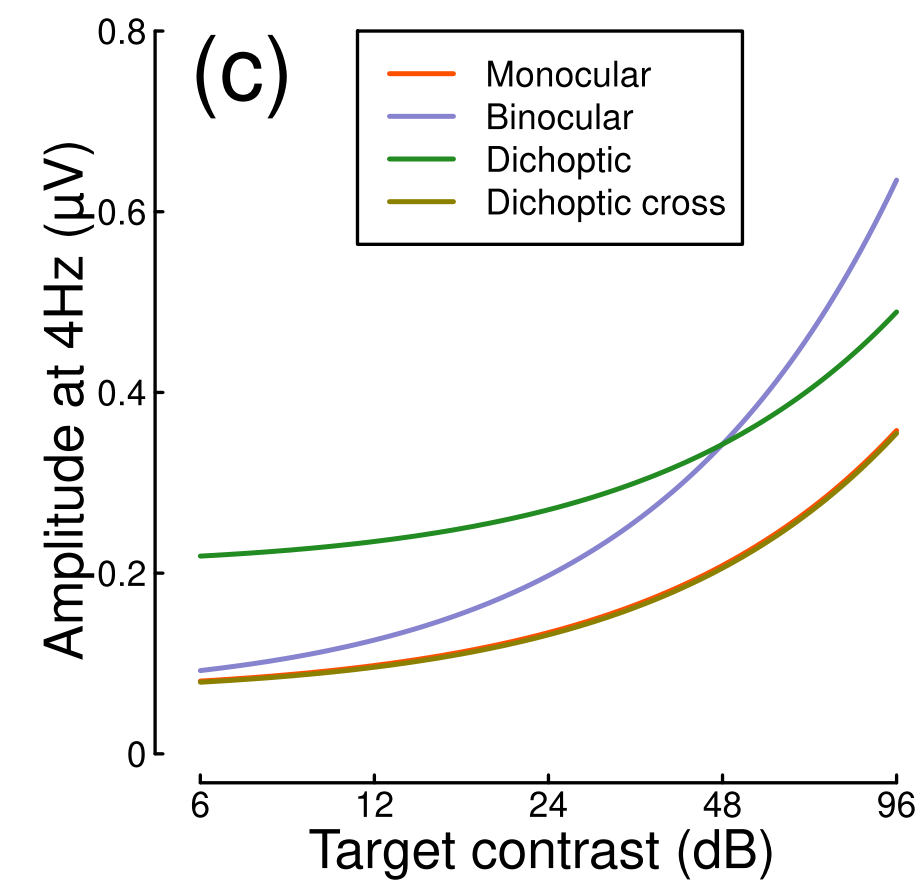 (c)
Monocular
Binocular
Dichoptic
Dichoptic cross
Amplitude at 4Hz (µV)
0.8
0.6
0.4
0.2
0
6 12 24 48 96
Target contrast (dB)